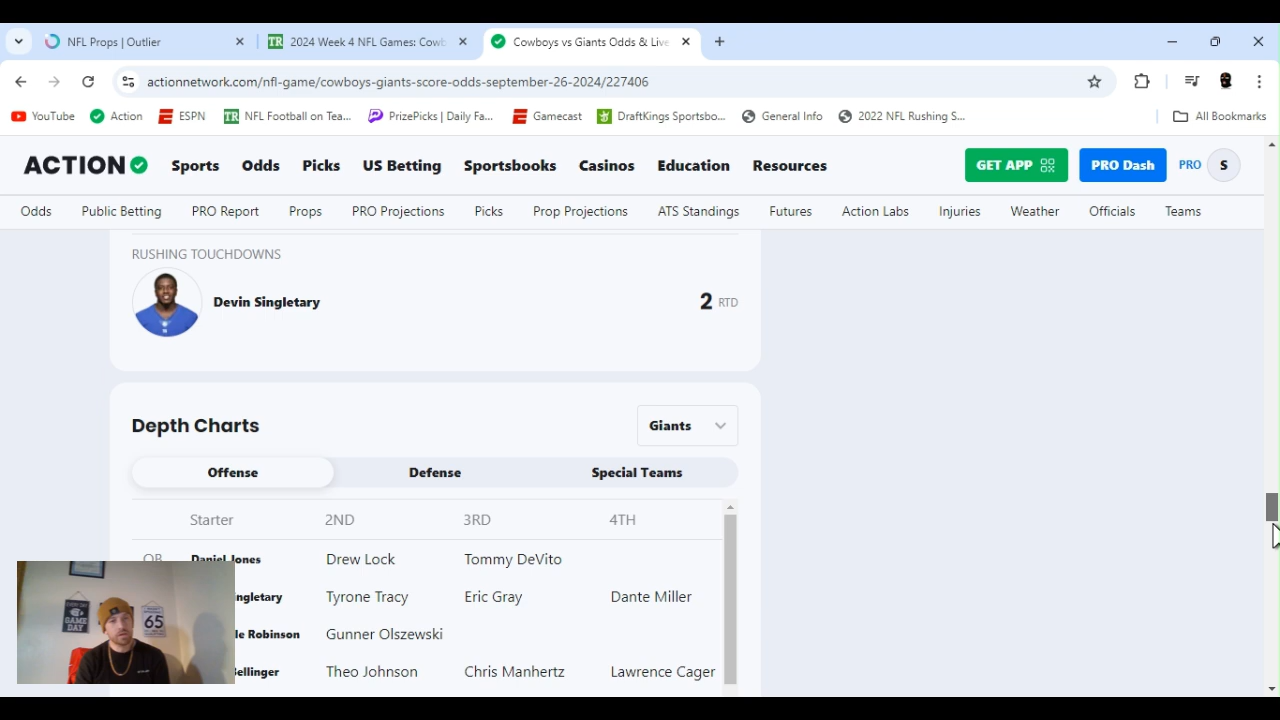 NFL Props | Outlier
2024 Week 4 NFL Games: Cowb
Cowboys vs Giants Odds & Live
actionnetwork.com/nfl-game/cowboys-giants-score-odds-september-26-2024/227406
YouTube Action ESPN NFL Football on Tea... PrizePicks | Daily Fa... Gamecast DraftKings Sportsbo... General Info 2022 NFL Rushing S... All Bookmarks
ACTION Sports Odds Picks US Betting Sportsbooks Casinos Education Resources GET APP PRO Dash PRO S
Odds Public Betting PRO Report Props PRO Projections Picks Prop Projections ATS Standings Futures Action Labs Injuries Weather Officials Teams
RUSHING TOUCHDOWNS
Devin Singletary 2 RTD
Depth Charts Giants
Offense Defense Special Teams
Starter 2ND 3RD 4TH
QB Daniel Jones Drew Lock Tommy DeVito
ingletary Tyrone Tracy Eric Gray Dante Miller
le Robinson Gunner Olszewski
Bellinger Theo Johnson Chris Manhertz Lawrence Cager
GAME
DAY
65